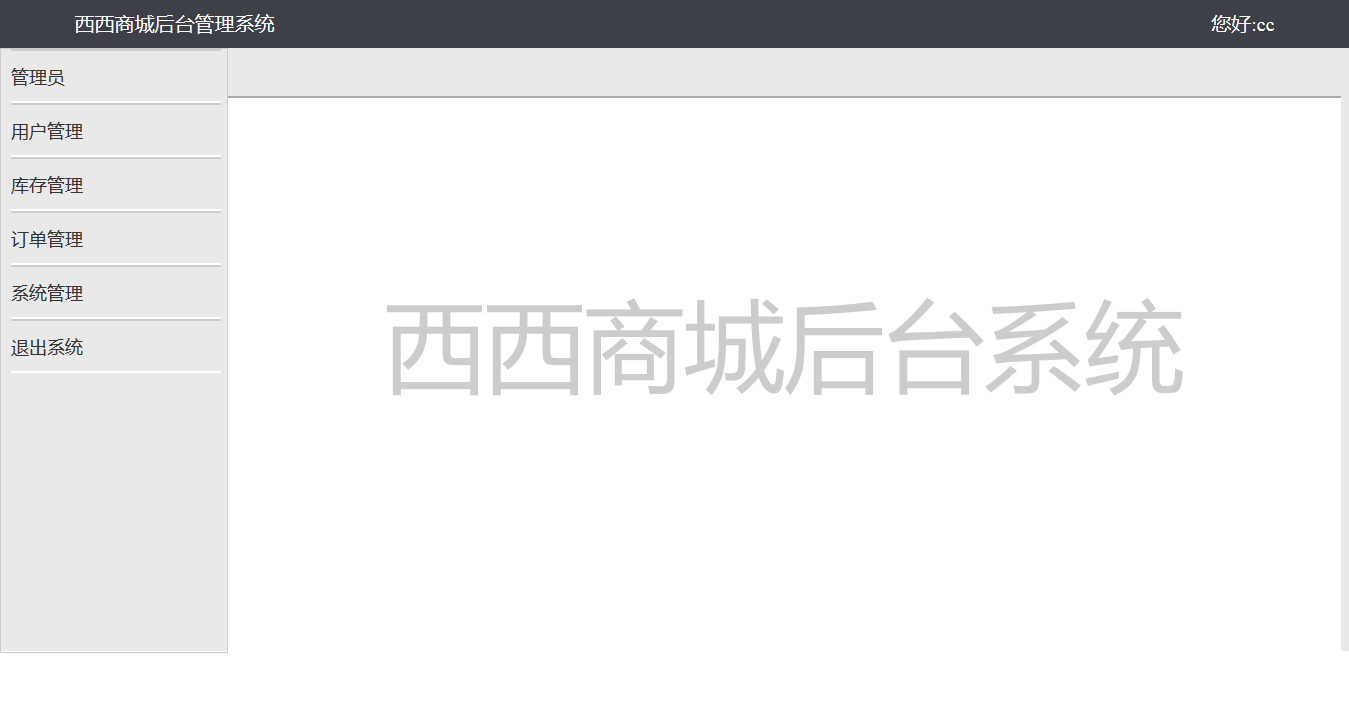 西西商城后台管理系统
您好:cc
管理员
用户管理
库存管理
订单管理
系统管理
退出系统
西西商城后台系统